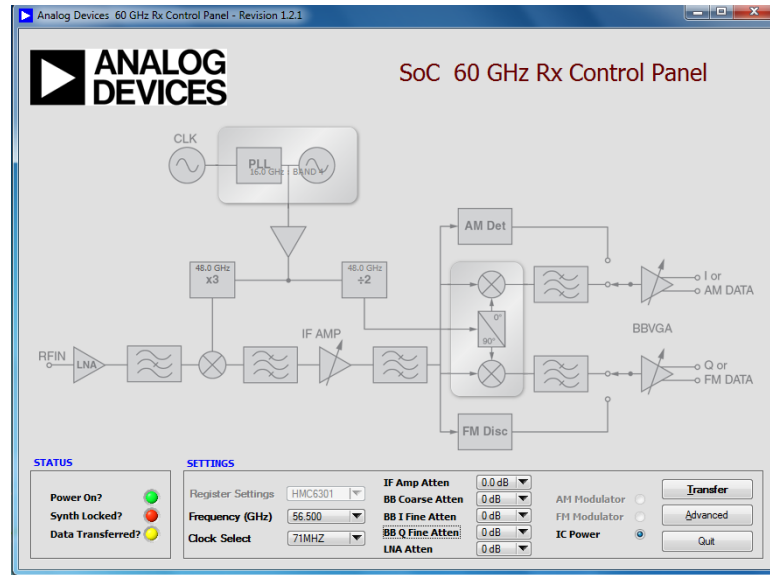 Analog Devices 60 GHz Rx Control Panel - Revision 1.2.1
ANALOG
DEVICES
SoC 60 GHz Rx Control Panel
CLK
PLL
16.0 GHz : BAND 4
AM Det
48.0 GHz
x3
48.0 GHz
÷2
I or
AM DATA
0°
90°
IF AMP
BBVGA
RFIN
LNA
Q or
FM DATA
FM Disc
STATUS
Power On?
Synth Locked?
Data Transferred?
SETTINGS
Register Settings HMC6301
Frequency (GHz) 56.500
Clock Select 71MHZ
IF Amp Atten 0.0 dB
BB Coarse Atten 0 dB
BB I Fine Atten 0 dB
BB Q Fine Atten 0 dB
LNA Atten 0 dB
AM Modulator
FM Modulator
IC Power
Transfer
Advanced
Quit